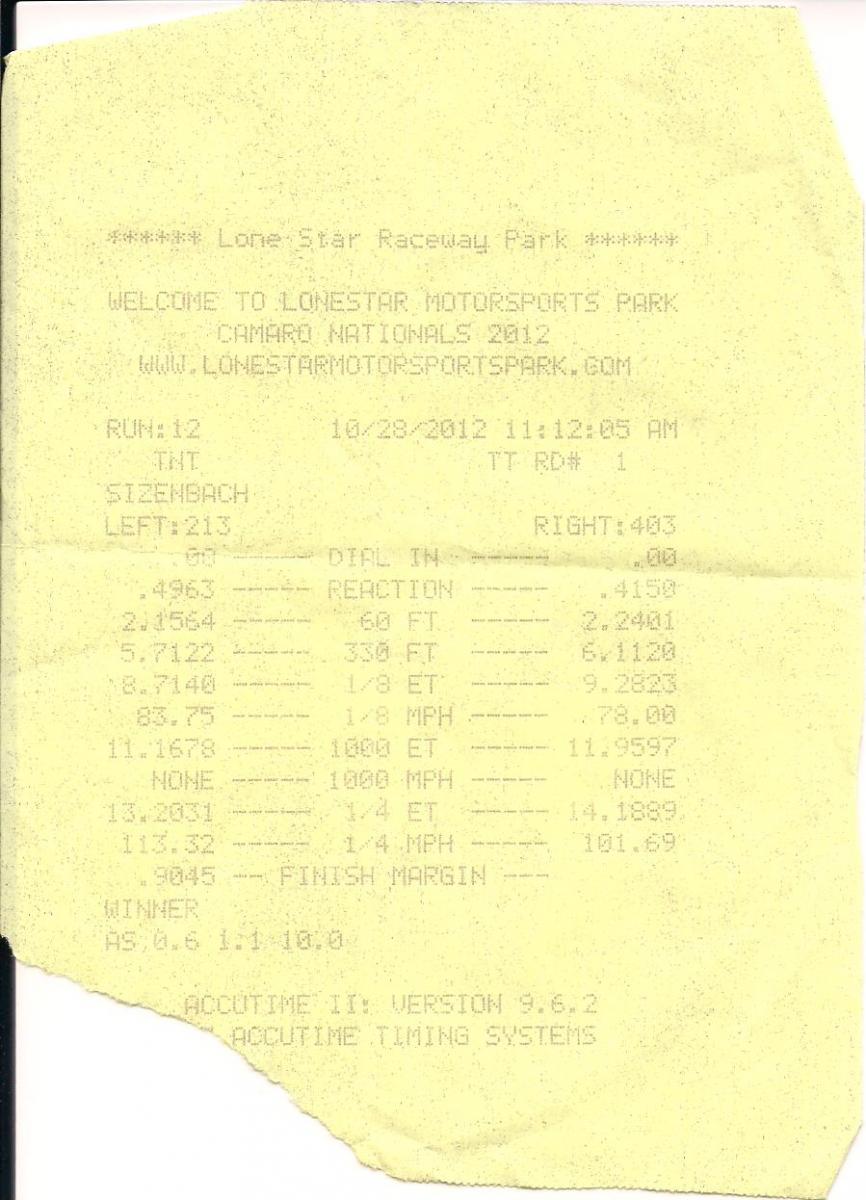 ****** Lone Star Raceway Park ******
WELCOME TO LONESTAR MOTORSPORTS PARK
CAMARO NATIONALS 2012
WWW.LONESTARMOTORSPORTSPARK.COM
RUN:12 10/28/2012 11:12:05 AM
TNT TT RD# 1
SIZENBACH
LEFT:213 RIGHT:403
.00 ----- DIAL IN ----- .00
.4963 ----- REACTION ----- .4150
2.1564 ----- 60 FT ----- 2.2401
5.7122 ----- 330 FT ----- 6.1120
8.7140 ----- 1/8 ET ----- 9.2823
83.75 ----- 1/8 MPH ----- 78.00
11.1678 ----- 1000 ET ----- 11.9597
NONE ----- 1000 MPH ----- NONE
13.2031 ----- 1/4 ET ----- 14.1889
113.32 ----- 1/4 MPH ----- 101.69
.9045 -- FINISH MARGIN ---
WINNER
AS 0.6 1.1 10.0
ACCUTIME II: VERSION 9.6.2
ACCUTIME TIMING SYSTEMS